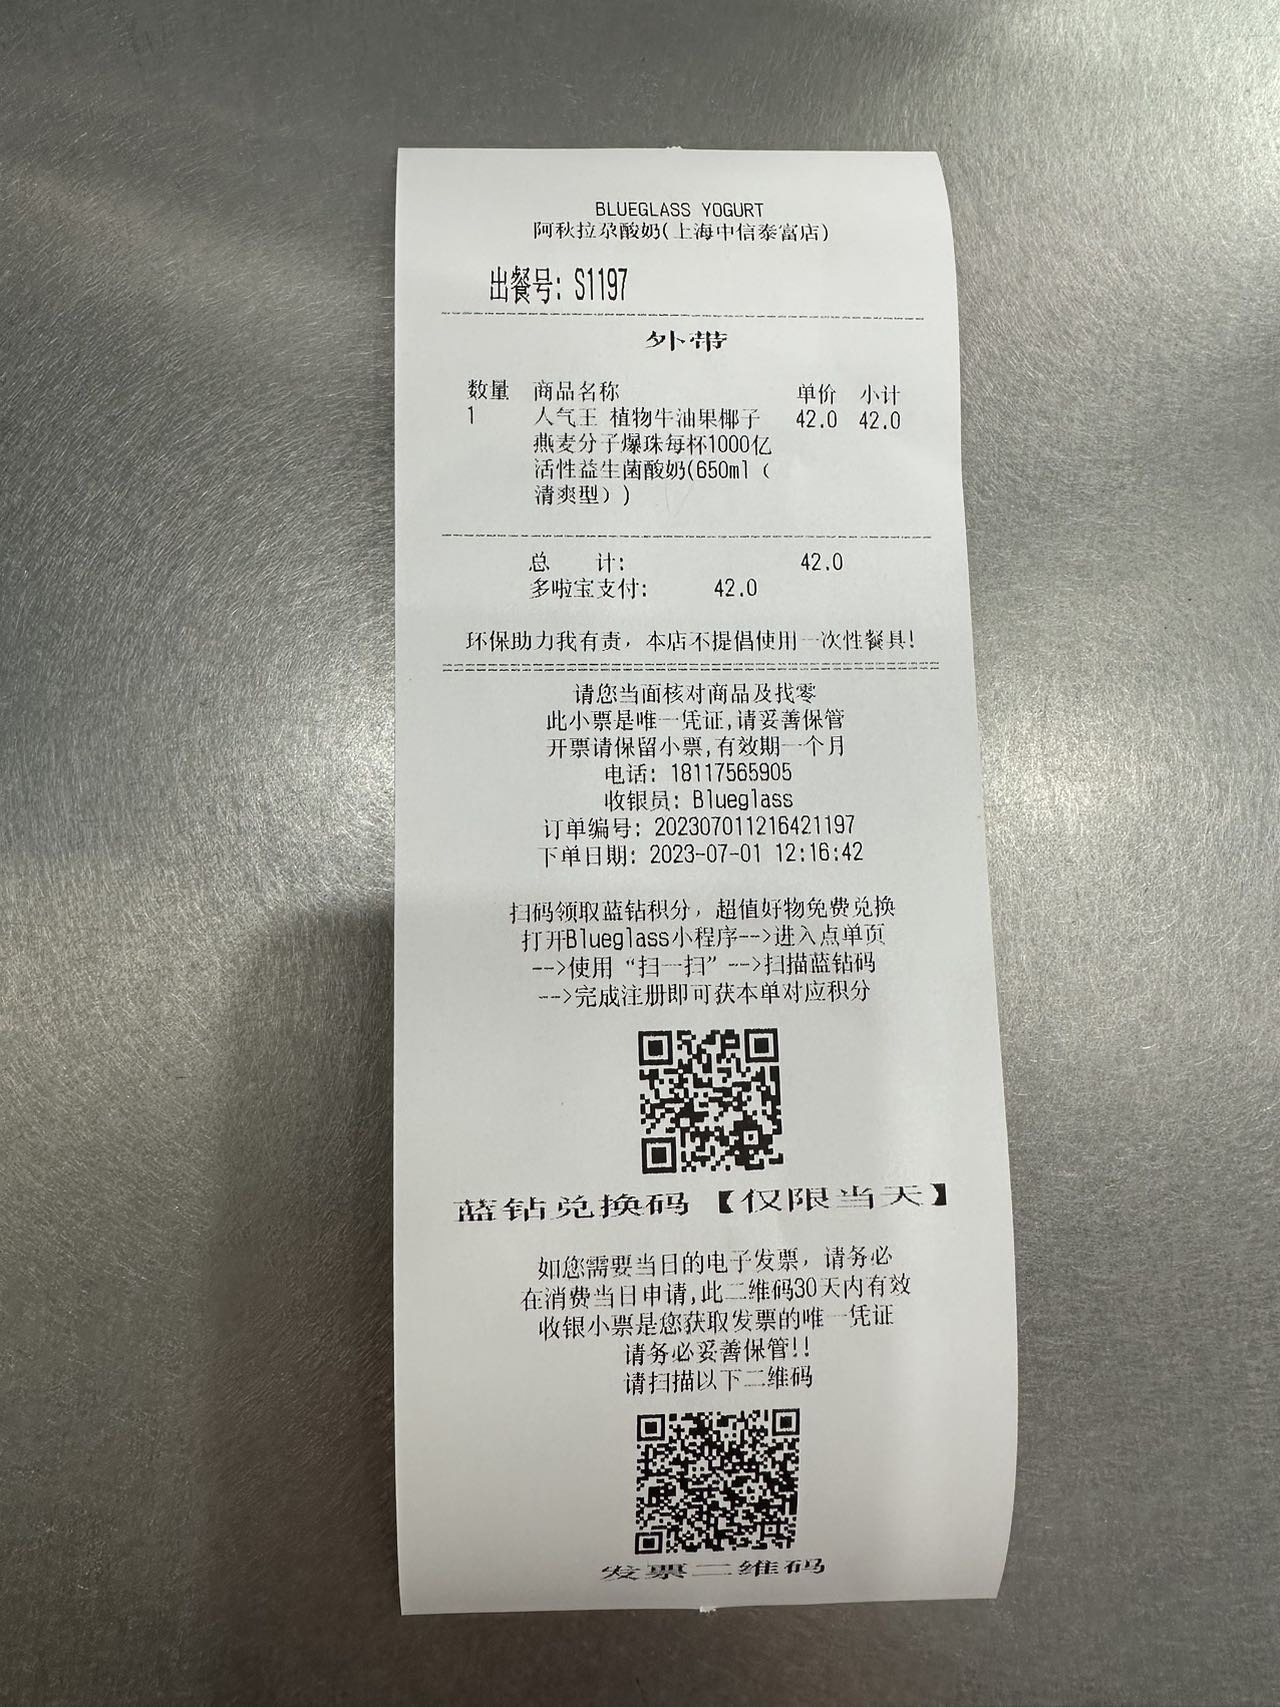 BLUEGLASS YOGURT
阿秋拉尕酸奶(上海中信泰富店)
出餐号: S1197
外带
数量 商品名称 单价 小计
1 人气王 植物牛油果椰子 42.0 42.0
燕麦分子爆珠每杯1000亿
活性益生菌酸奶(650ml（
清爽型）)
总 计: 42.0
多啦宝支付: 42.0
环保助力我有责，本店不提倡使用一次性餐具!
请您当面核对商品及找零
此小票是唯一凭证,请妥善保管
开票请保留小票,有效期一个月
电话: 18117565905
收银员: Blueglass
订单编号: 202307011216421197
下单日期: 2023-07-01 12:16:42
扫码领取蓝钻积分，超值好物免费兑换
打开Blueglass小程序-->进入点单页
-->使用“扫一扫”-->扫描蓝钻码
-->完成注册即可获本单对应积分
蓝钻兑换码【仅限当天】
如您需要当日的电子发票，请务必
在消费当日申请,此二维码30天内有效
收银小票是您获取发票的唯一凭证
请务必妥善保管!!
请扫描以下二维码
发票二维码